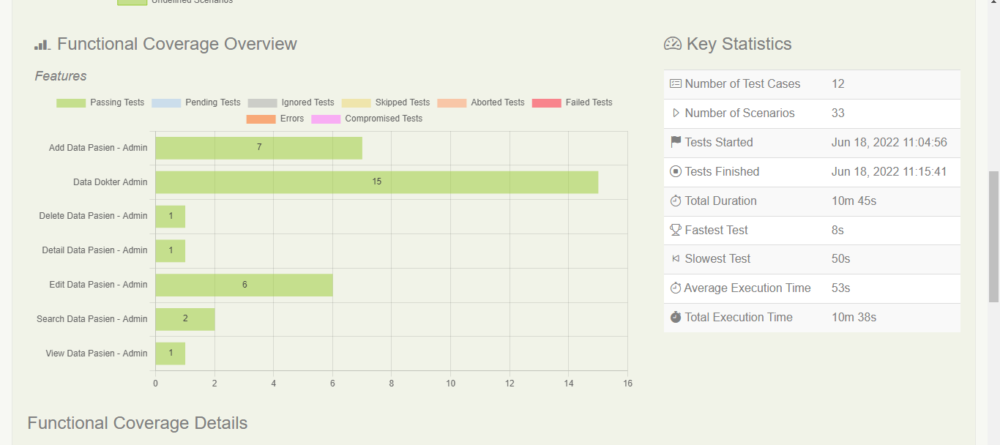 Undefined Scenarios
Functional Coverage Overview
Features
Passing Tests Pending Tests Ignored Tests Skipped Tests Aborted Tests Failed Tests
Errors Compromised Tests
Add Data Pasien - Admin 7
Data Dokter Admin 15
Delete Data Pasien - Admin 1
Detail Data Pasien - Admin 1
Edit Data Pasien - Admin 6
Search Data Pasien - Admin 2
View Data Pasien - Admin 1
0 2 4 6 8 10 12 14 16
Key Statistics
Number of Test Cases 12
Number of Scenarios 33
Tests Started Jun 18, 2022 11:04:56
Tests Finished Jun 18, 2022 11:15:41
Total Duration 10m 45s
Fastest Test 8s
Slowest Test 50s
Average Execution Time 53s
Total Execution Time 10m 38s
Functional Coverage Details